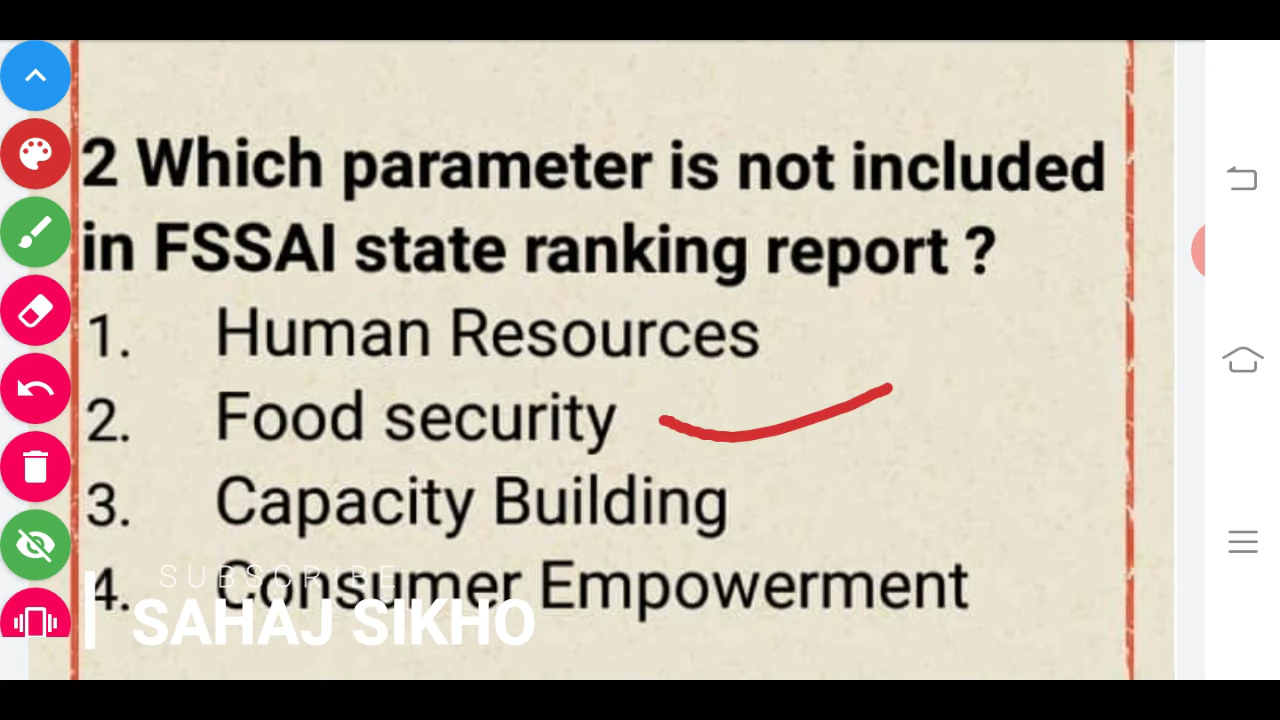 2 Which parameter is not included
in FSSAI state ranking report ?
1. Human Resources
2. Food security
3. Capacity Building
4. Consumer Empowerment
SUBSCRIBE
SAHAJ SIKHO